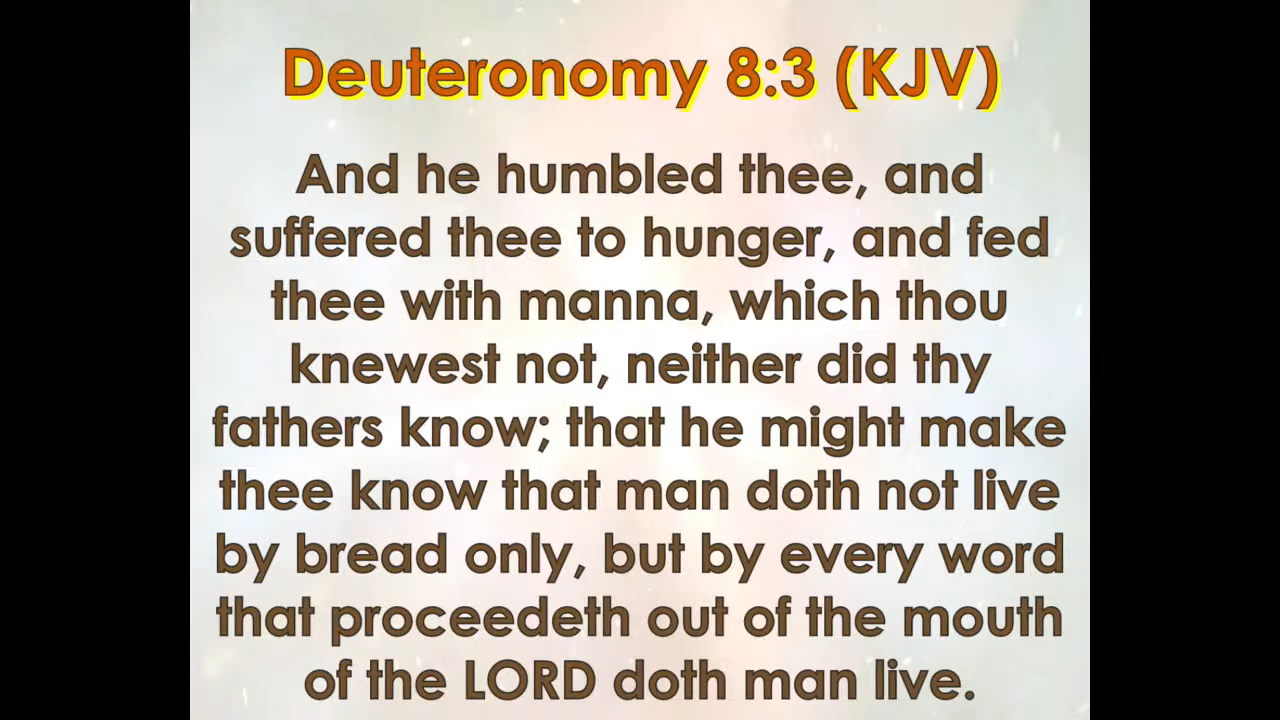 Deuteronomy 8:3 (KJV)
And he humbled thee, and
suffered thee to hunger, and fed
thee with manna, which thou
knewest not, neither did thy
fathers know; that he might make
thee know that man doth not live
by bread only, but by every word
that proceedeth out of the mouth
of the LORD doth man live.